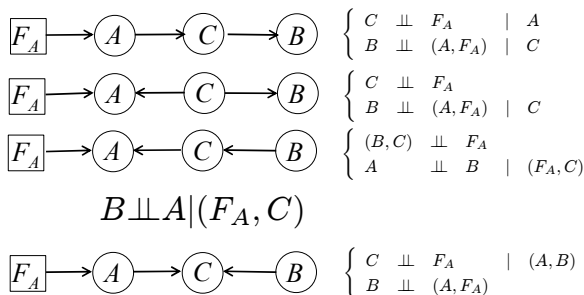 F_A A C B { C ⫫ F_A | A
B ⫫ (A, F_A) | C
F_A A C B { C ⫫ F_A
B ⫫ (A, F_A) | C
F_A A C B { (B, C) ⫫ F_A
A ⫫ B | (F_A, C)
B⫫A|(F_A, C)
F_A A C B { C ⫫ F_A | (A, B)
B ⫫ (A, F_A)